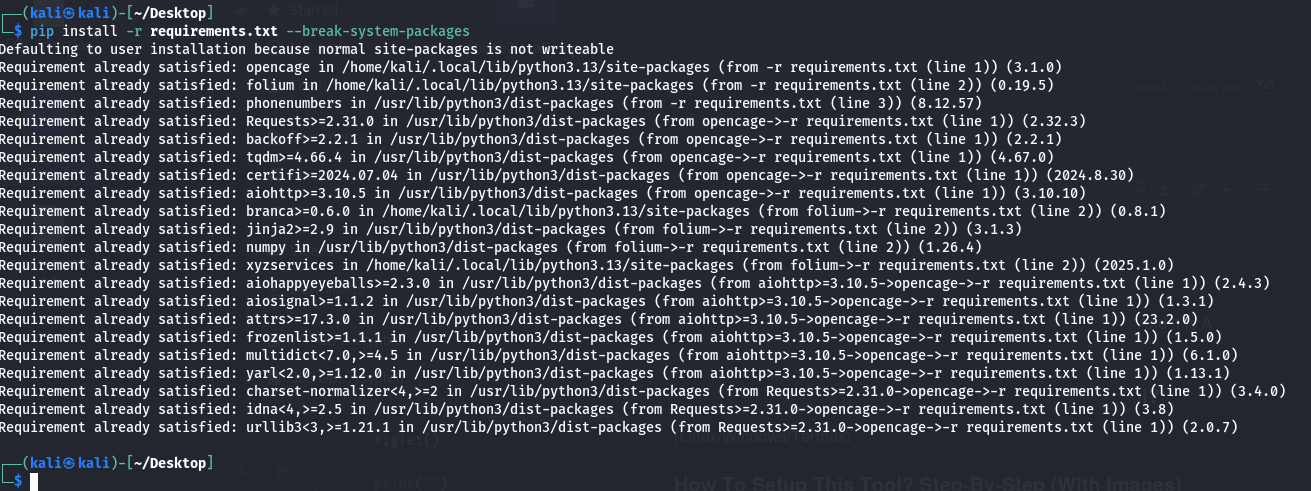 (kali㉿kali)-[~/Desktop]
$ pip install -r requirements.txt --break-system-packages
Defaulting to user installation because normal site-packages is not writeable
Requirement already satisfied: opencage in /home/kali/.local/lib/python3.13/site-packages (from -r requirements.txt (line 1)) (3.1.0)
Requirement already satisfied: folium in /home/kali/.local/lib/python3.13/site-packages (from -r requirements.txt (line 2)) (0.19.5)
Requirement already satisfied: phonenumbers in /usr/lib/python3/dist-packages (from -r requirements.txt (line 3)) (8.12.57)
Requirement already satisfied: Requests>=2.31.0 in /usr/lib/python3/dist-packages (from opencage->-r requirements.txt (line 1)) (2.32.3)
Requirement already satisfied: backoff>=2.2.1 in /usr/lib/python3/dist-packages (from opencage->-r requirements.txt (line 1)) (2.2.1)
Requirement already satisfied: tqdm>=4.66.4 in /usr/lib/python3/dist-packages (from opencage->-r requirements.txt (line 1)) (4.67.0)
Requirement already satisfied: certifi>=2024.07.04 in /usr/lib/python3/dist-packages (from opencage->-r requirements.txt (line 1)) (2024.8.30)
Requirement already satisfied: aiohttp>=3.10.5 in /usr/lib/python3/dist-packages (from opencage->-r requirements.txt (line 1)) (3.10.10)
Requirement already satisfied: branca>=0.6.0 in /home/kali/.local/lib/python3.13/site-packages (from folium->-r requirements.txt (line 2)) (0.8.1)
Requirement already satisfied: jinja2>=2.9 in /usr/lib/python3/dist-packages (from folium->-r requirements.txt (line 2)) (3.1.3)
Requirement already satisfied: numpy in /usr/lib/python3/dist-packages (from folium->-r requirements.txt (line 2)) (1.26.4)
Requirement already satisfied: xyzservices in /home/kali/.local/lib/python3.13/site-packages (from folium->-r requirements.txt (line 2)) (2025.1.0)
Requirement already satisfied: aiohappyeyeballs>=2.3.0 in /usr/lib/python3/dist-packages (from aiohttp>=3.10.5->opencage->-r requirements.txt (line 1)) (2.4.3)
Requirement already satisfied: aiosignal>=1.1.2 in /usr/lib/python3/dist-packages (from aiohttp>=3.10.5->opencage->-r requirements.txt (line 1)) (1.3.1)
Requirement already satisfied: attrs>=17.3.0 in /usr/lib/python3/dist-packages (from aiohttp>=3.10.5->opencage->-r requirements.txt (line 1)) (23.2.0)
Requirement already satisfied: frozenlist>=1.1.1 in /usr/lib/python3/dist-packages (from aiohttp>=3.10.5->opencage->-r requirements.txt (line 1)) (1.5.0)
Requirement already satisfied: multidict<7.0,>=4.5 in /usr/lib/python3/dist-packages (from aiohttp>=3.10.5->opencage->-r requirements.txt (line 1)) (6.1.0)
Requirement already satisfied: yarl<2.0,>=1.12.0 in /usr/lib/python3/dist-packages (from aiohttp>=3.10.5->opencage->-r requirements.txt (line 1)) (1.13.1)
Requirement already satisfied: charset-normalizer<4,>=2 in /usr/lib/python3/dist-packages (from Requests>=2.31.0->opencage->-r requirements.txt (line 1)) (3.4.0)
Requirement already satisfied: idna<4,>=2.5 in /usr/lib/python3/dist-packages (from Requests>=2.31.0->opencage->-r requirements.txt (line 1)) (3.8)
Requirement already satisfied: urllib3<3,>=1.21.1 in /usr/lib/python3/dist-packages (from Requests>=2.31.0->opencage->-r requirements.txt (line 1)) (2.0.7)
(kali㉿kali)-[~/Desktop]
$
Starred
3 hours ago
figlet()
(Linux/Windows/Termux)
print("")
How To Setup This Tool? Step-By-Step (With Images)